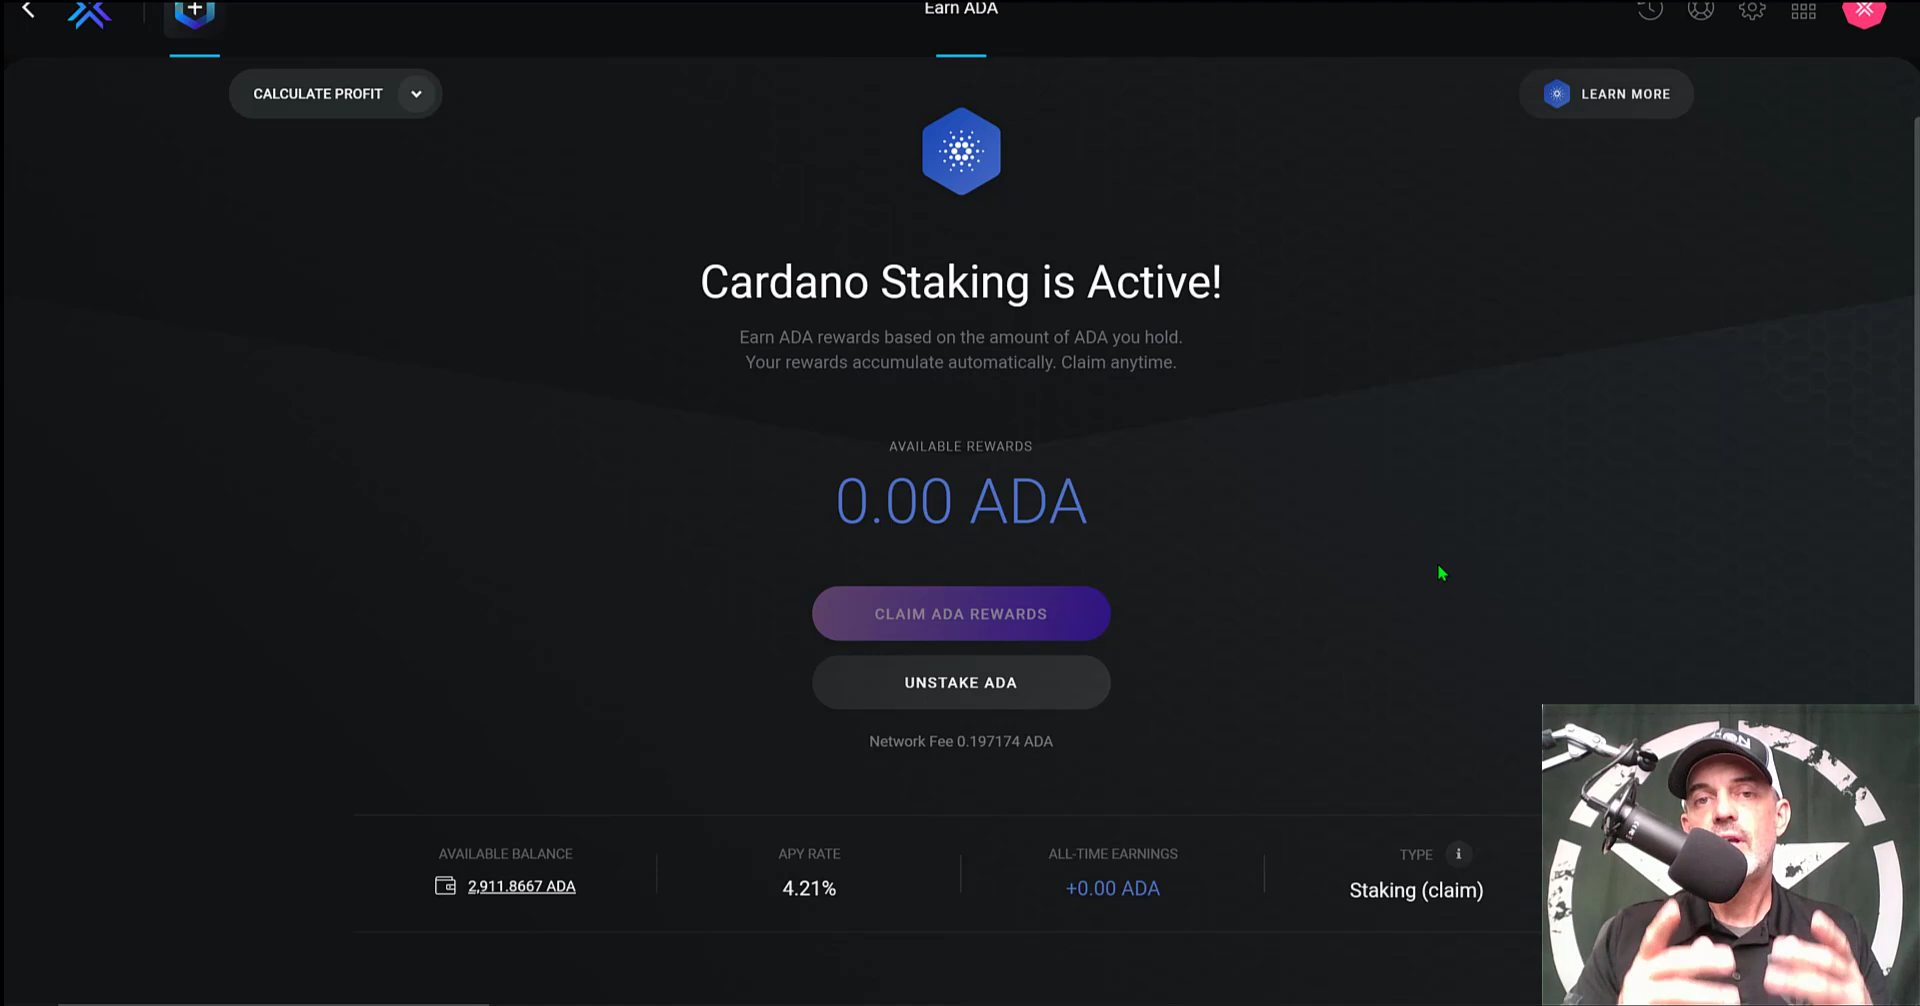 Earn ADA
CALCULATE PROFIT
LEARN MORE
Cardano Staking is Active!
Earn ADA rewards based on the amount of ADA you hold.
Your rewards accumulate automatically. Claim anytime.
AVAILABLE REWARDS
0.00 ADA
CLAIM ADA REWARDS
UNSTAKE ADA
Network Fee 0.197174 ADA
AVAILABLE BALANCE
2,911.8667 ADA
APY RATE
4.21%
ALL-TIME EARNINGS
+0.00 ADA
TYPE
Staking (claim)